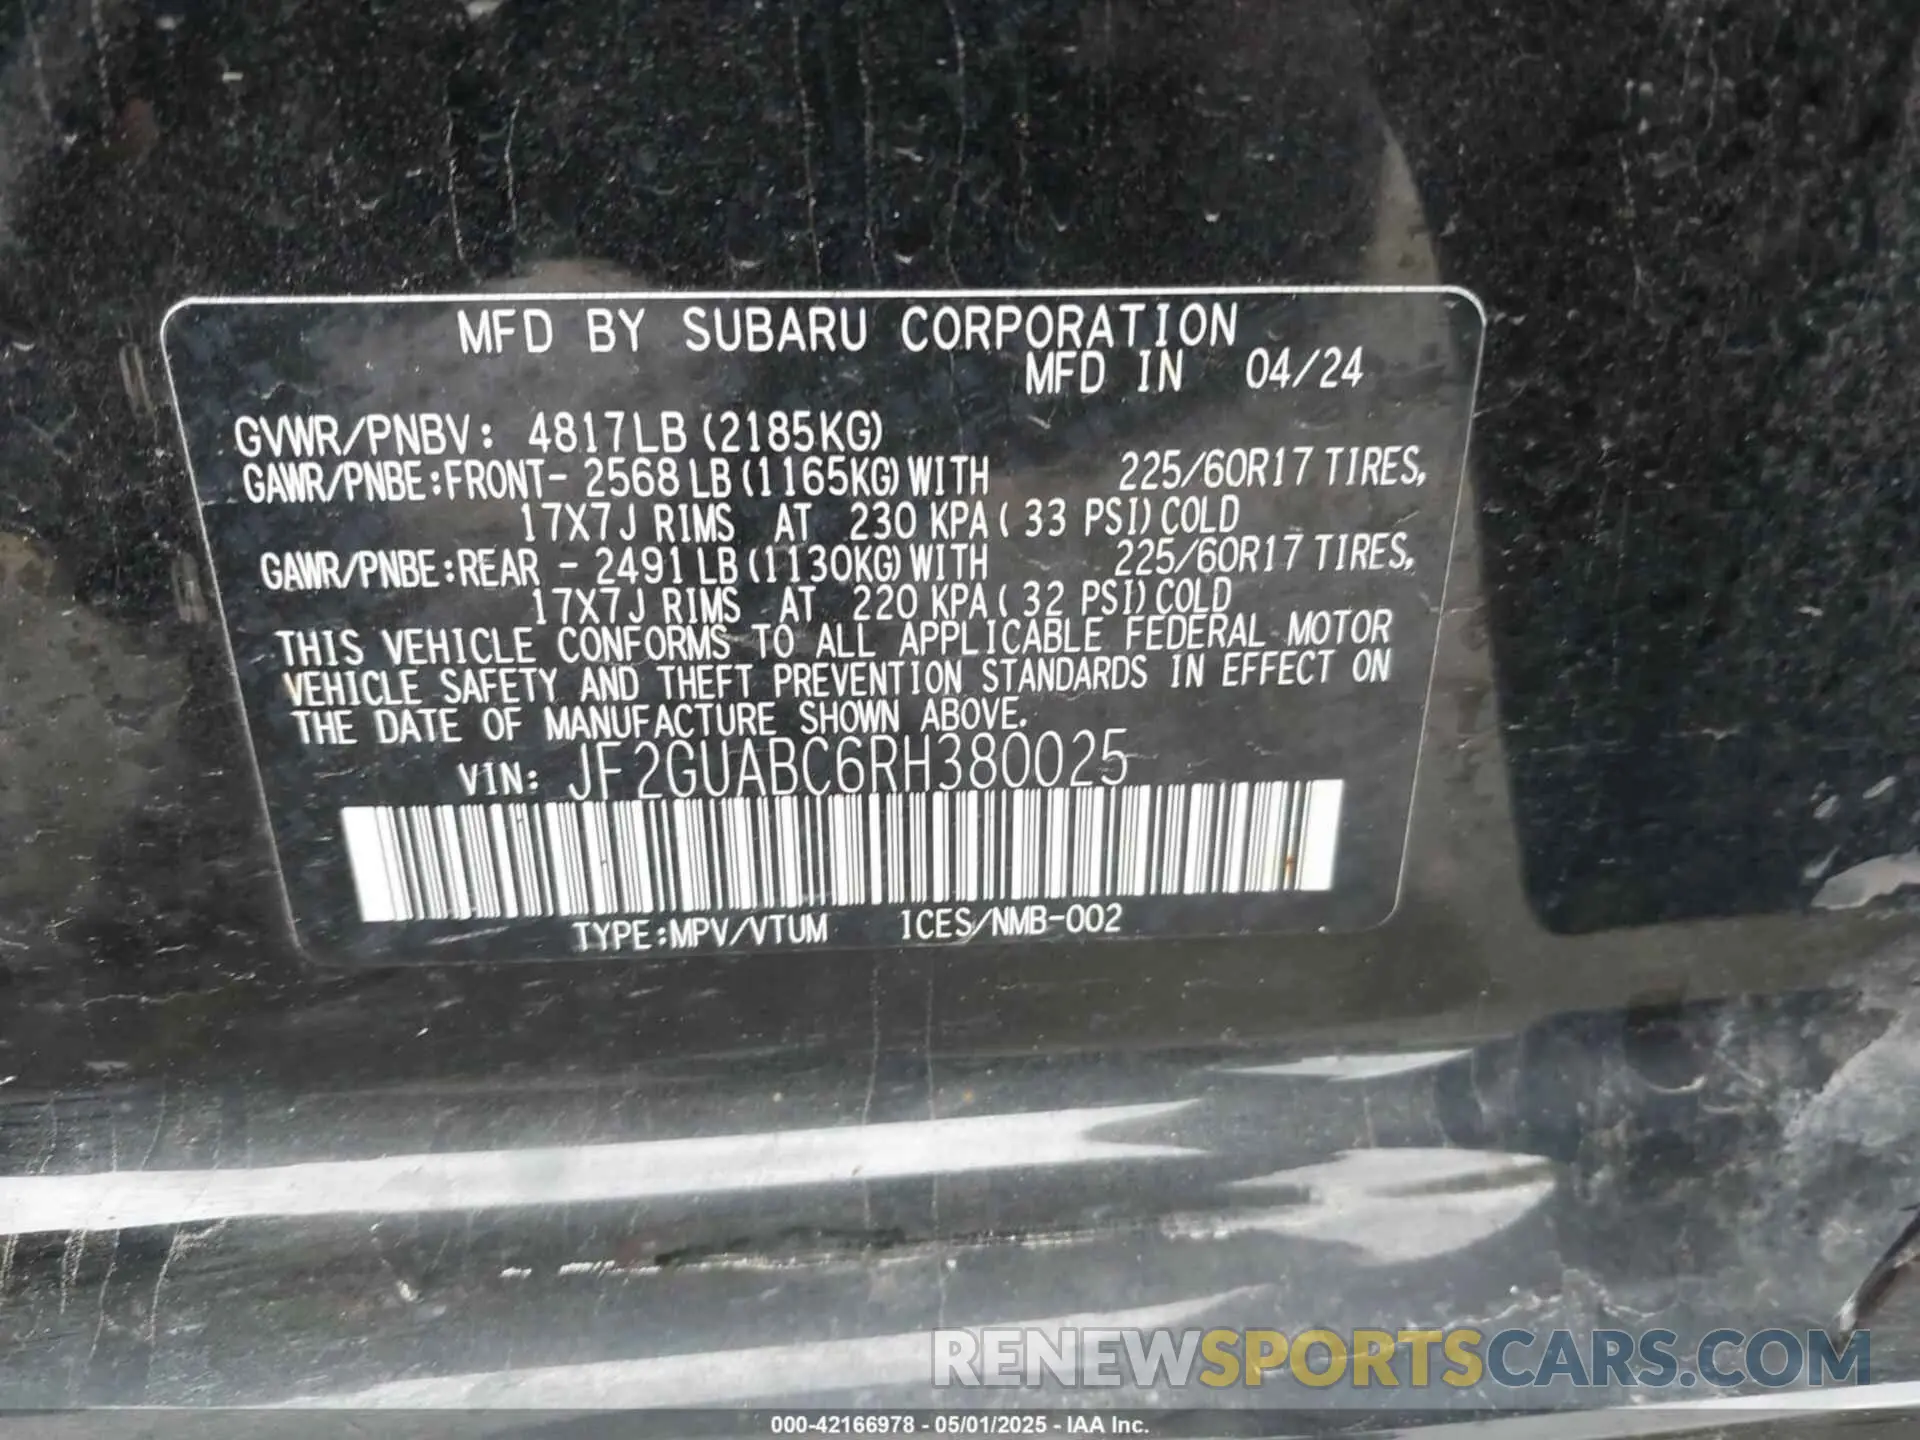 MFD BY SUBARU CORPORATION
MFD IN 04/24
GVWR/PNBV: 4817LB (2185KG)
GAWR/PNBE:FRONT- 2568 LB (1165KG) WITH 225/60R17 TIRES,
17X7J RIMS AT 230 KPA ( 33 PSI) COLD
GAWR/PNBE:REAR - 2491 LB (1130KG) WITH 225/60R17 TIRES,
17X7J RIMS AT 220 KPA ( 32 PSI) COLD
THIS VEHICLE CONFORMS TO ALL APPLICABLE FEDERAL MOTOR
VEHICLE SAFETY AND THEFT PREVENTION STANDARDS IN EFFECT ON
THE DATE OF MANUFACTURE SHOWN ABOVE.
VIN: JF2GUABC6RH380025
TYPE:MPV/VTUM ICES/NMB-002
RENEWSPORTSCARS.COM
000-42166978 - 05/01/2025 - IAA Inc.